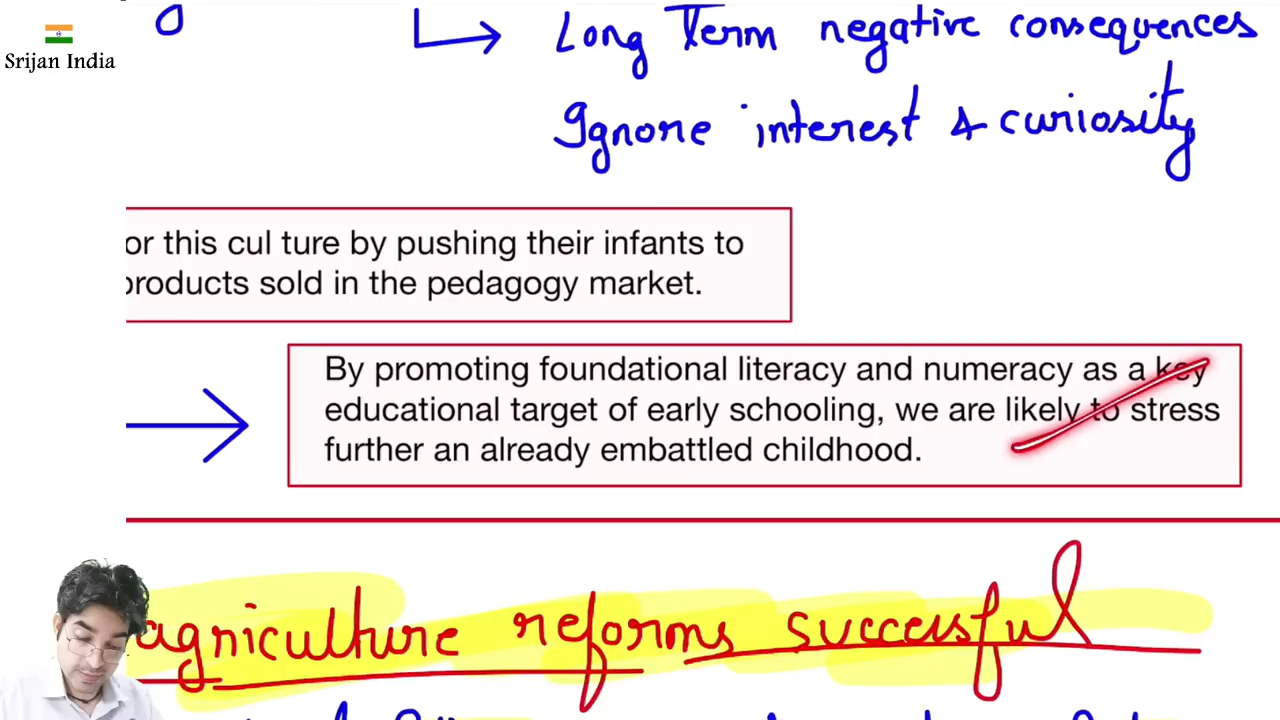 Long Term negative consequences
Srijan India
Ignore interest & curiosity
or this cul ture by pushing their infants to
products sold in the pedagogy market.
By promoting foundational literacy and numeracy as a key
educational target of early schooling, we are likely to stress
further an already embattled childhood.
agriculture reforms successful